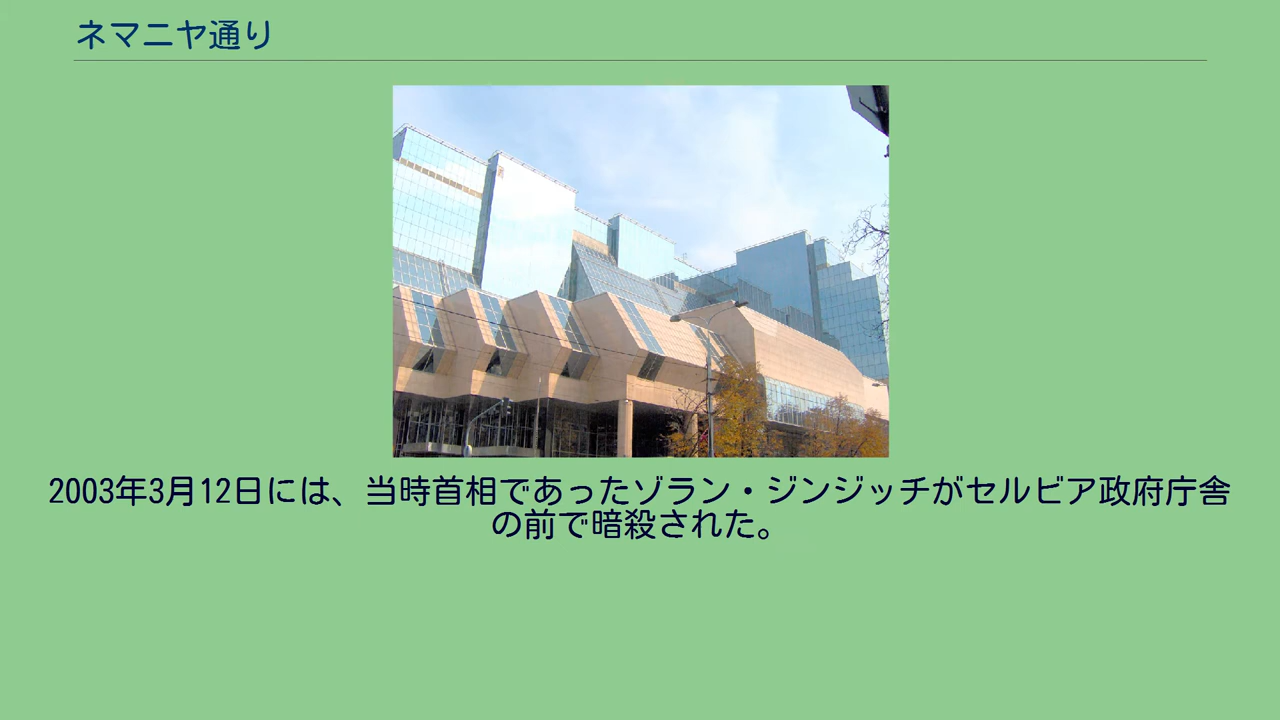 ネマニヤ通り
2003年3月12日には、当時首相であったゾラン・ジンジッチがセルビア政府庁舎
の前で暗殺された。